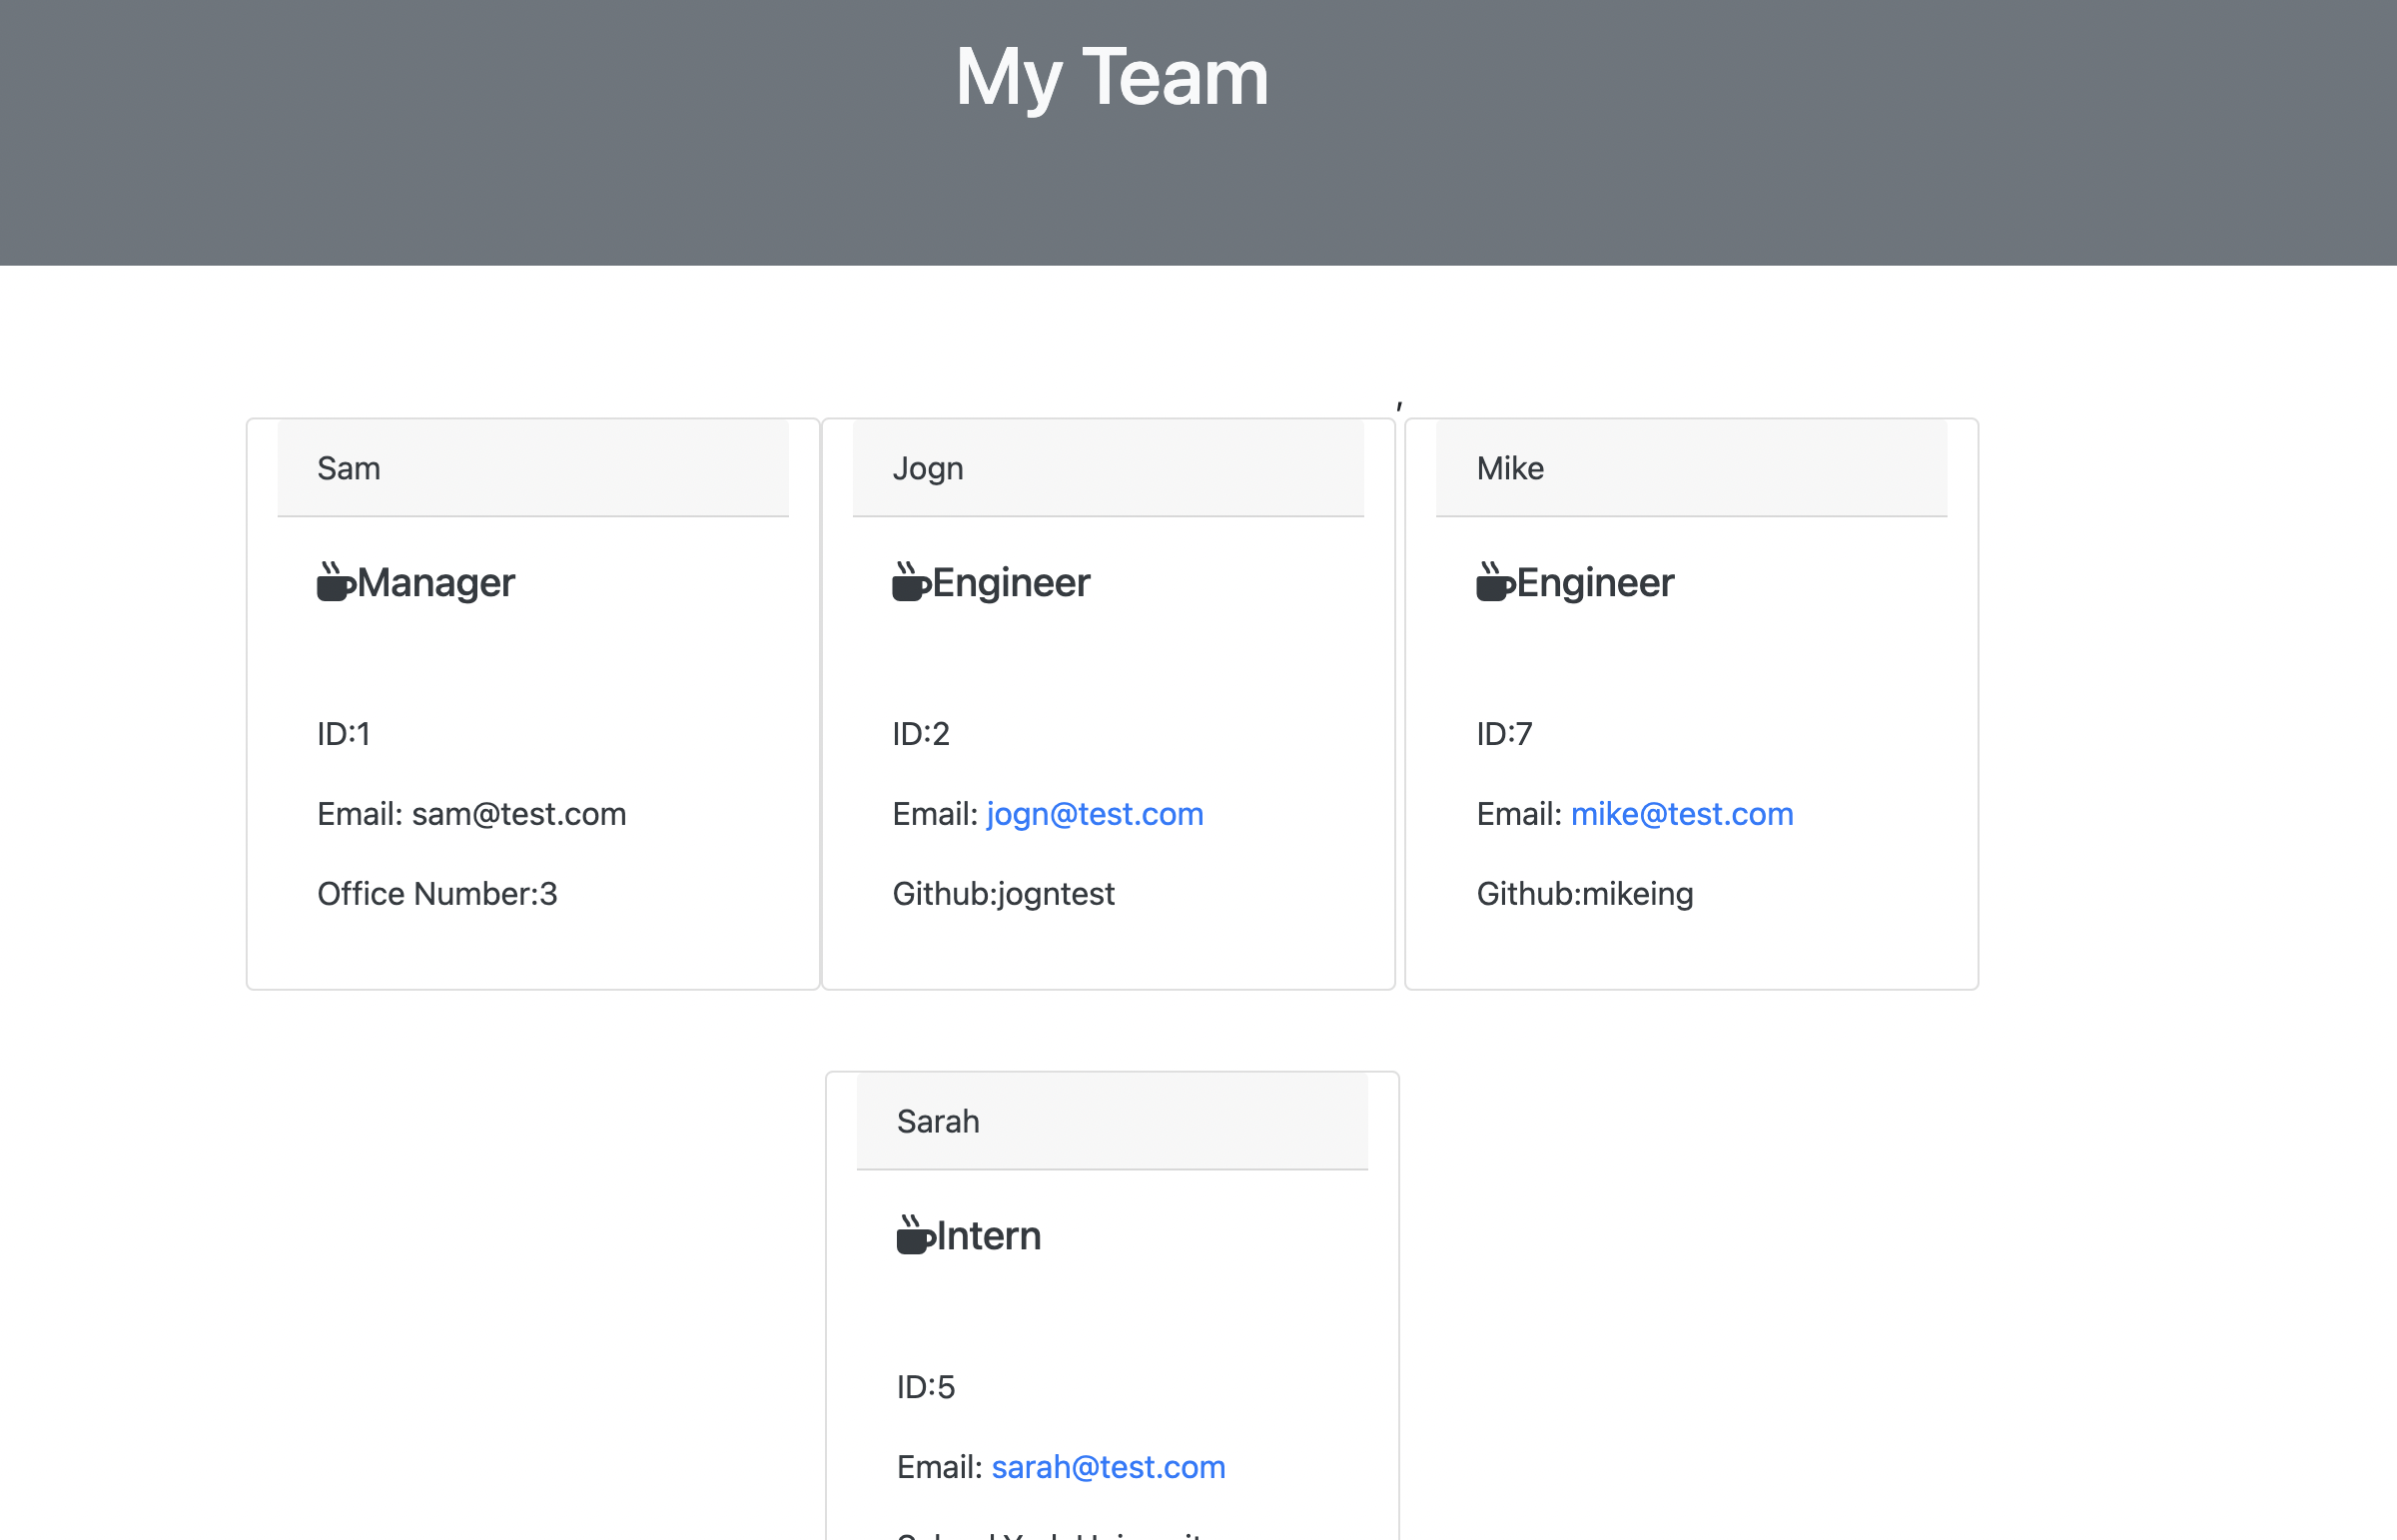 My Team
,
Sam
Manager
ID:1
Email: sam@test.com
Office Number:3
Jogn
Engineer
ID:2
Email: jogn@test.com
Github:jogntest
Mike
Engineer
ID:7
Email: mike@test.com
Github:mikeing
Sarah
Intern
ID:5
Email: sarah@test.com